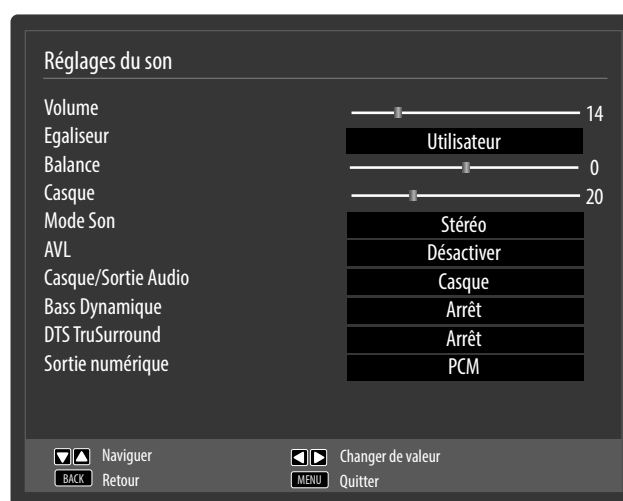 Réglages du son
Volume 14
Egaliseur Utilisateur
Balance 0
Casque 20
Mode Son Stéréo
AVL Désactiver
Casque/Sortie Audio Casque
Bass Dynamique Arrêt
DTS TruSurround Arrêt
Sortie numérique PCM
Naviguer Changer de valeur
BACK Retour MENU Quitter